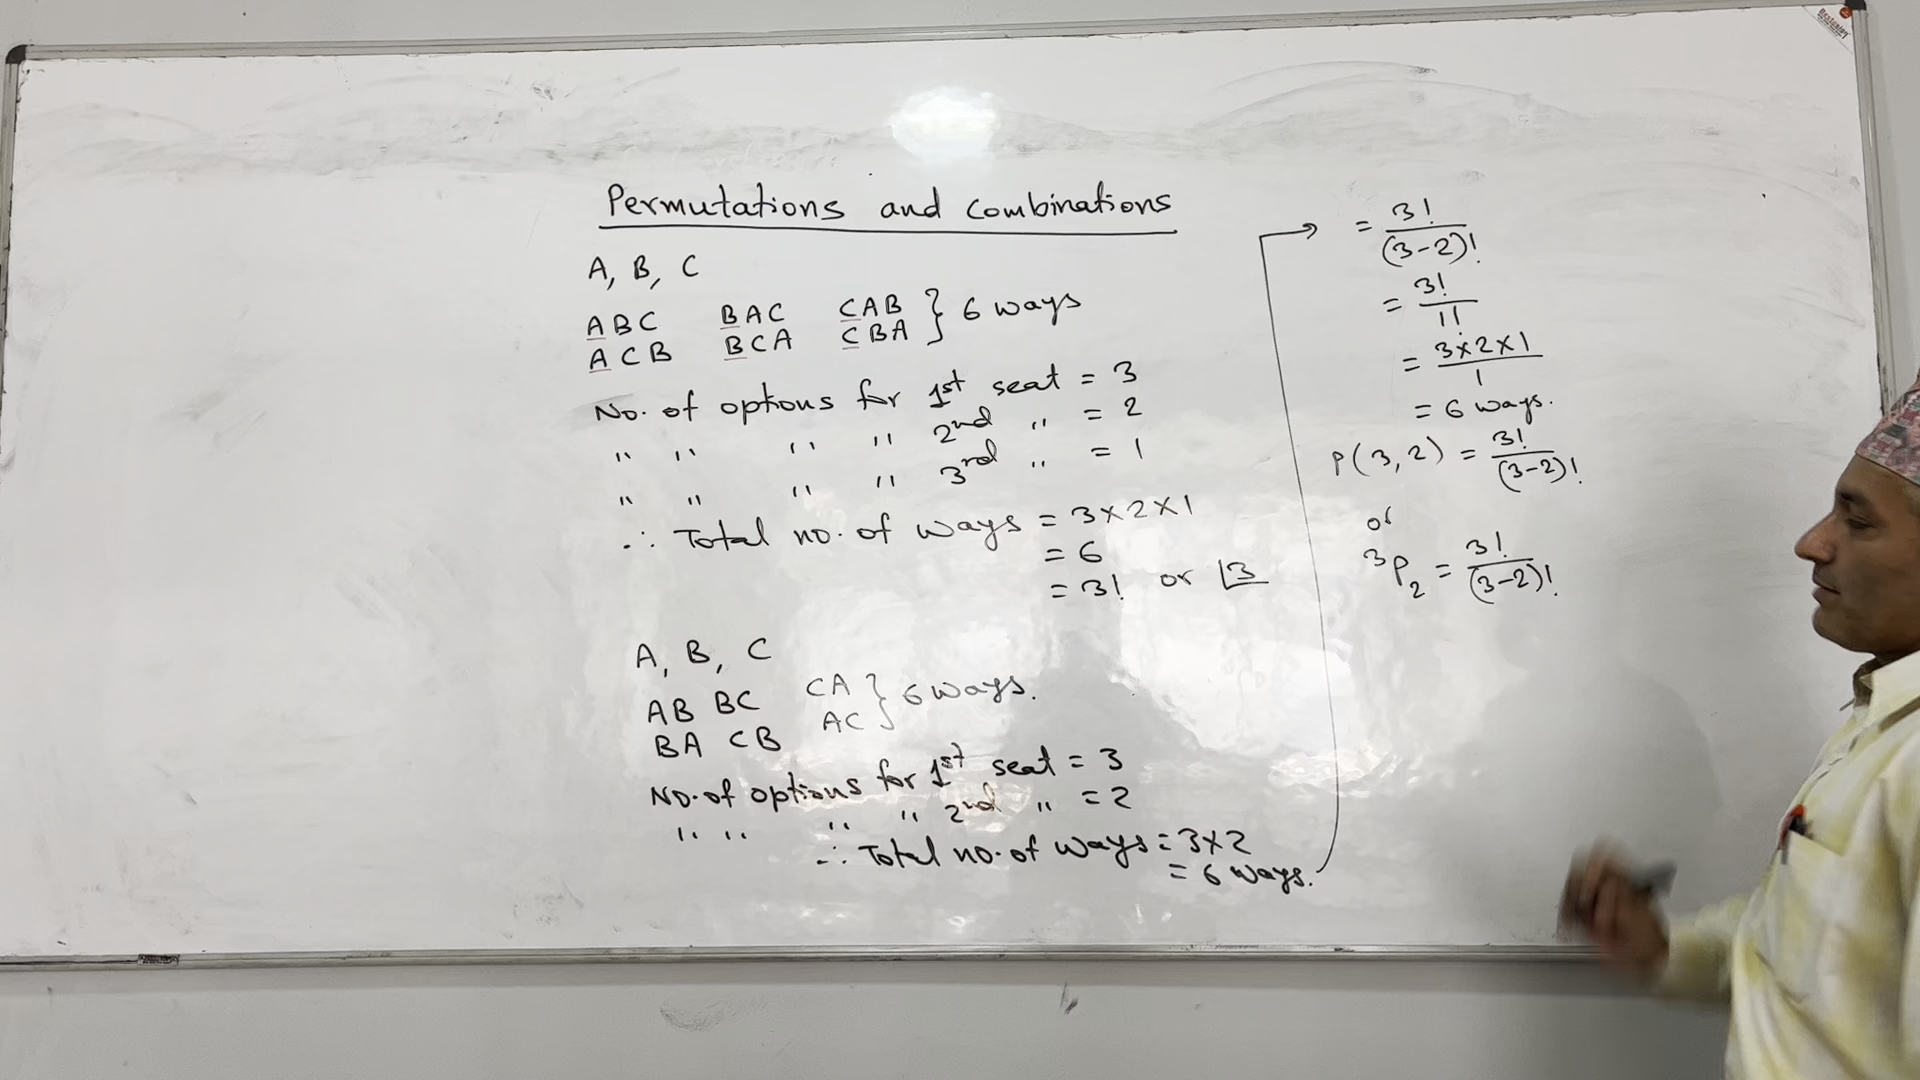 Permutations and combinations
A, B, C
ABC BAC CAB } 6 ways
ACB BCA CBA
No. of options for 1st seat = 3
" " " " 2nd " = 2
" " " " 3rd " = 1
∴ Total no. of ways = 3×2×1
= 6
= 3! or |3
A, B, C
AB BC CA } 6 ways.
BA CB AC
No. of options for 1st seat = 3
" " " " 2nd " = 2
∴ Total no. of ways = 3×2
= 6 ways.
= 3!/(3-2)!
= 3!/1!
= 3×2×1/1
= 6 ways.
P(3, 2) = 3!/(3-2)!
or
³P₂ = 3!/(3-2)!